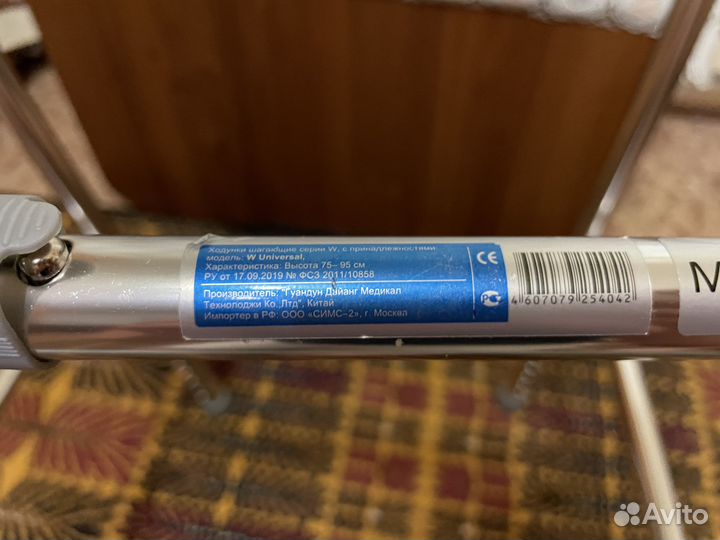 Ходунки шагающие серии W, с принадлежностями
модель: W Universal,
Характеристика: Высота 75– 95 см
РУ от 17.09.2019 № ФСЗ 2011/10858
Производитель: "Гуандун Дайанг Медикал
Технолоджи Ко.,Лтд", Китай
Импортер в РФ: ООО «СИМС–2», г. Москва
CE
РСТ
4 607079 254042
M
Avito